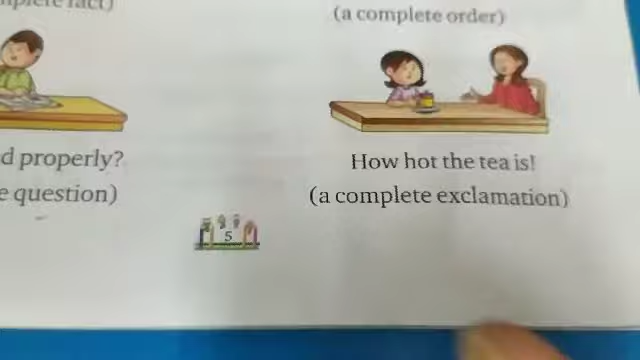 (a complete order)
d properly?
How hot the tea is!
e question)
(a complete exclamation)
5